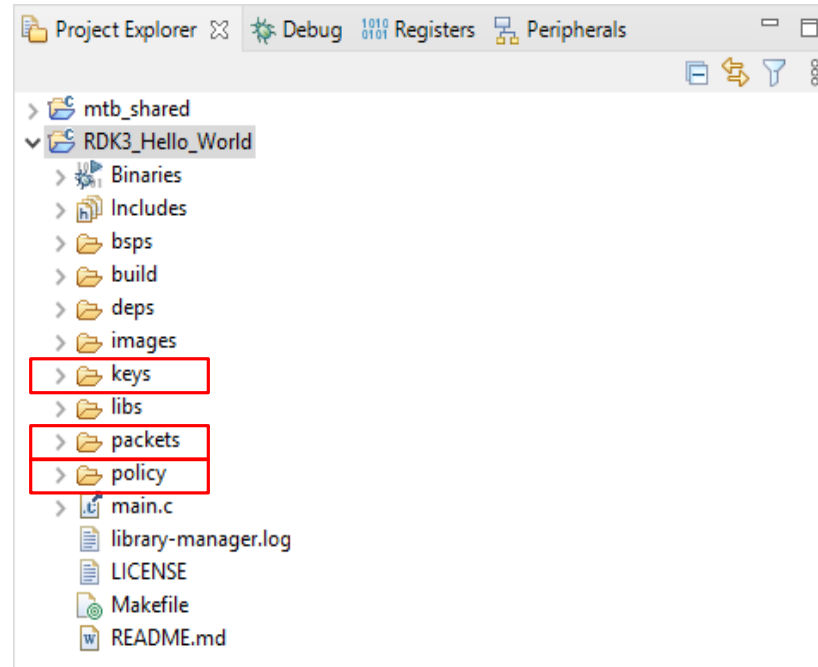 Project Explorer Debug 1010 0101 Registers Peripherals
mtb_shared
RDK3_Hello_World
Binaries
Includes
bsps
build
deps
images
keys
libs
packets
policy
main.c
library-manager.log
LICENSE
Makefile
README.md